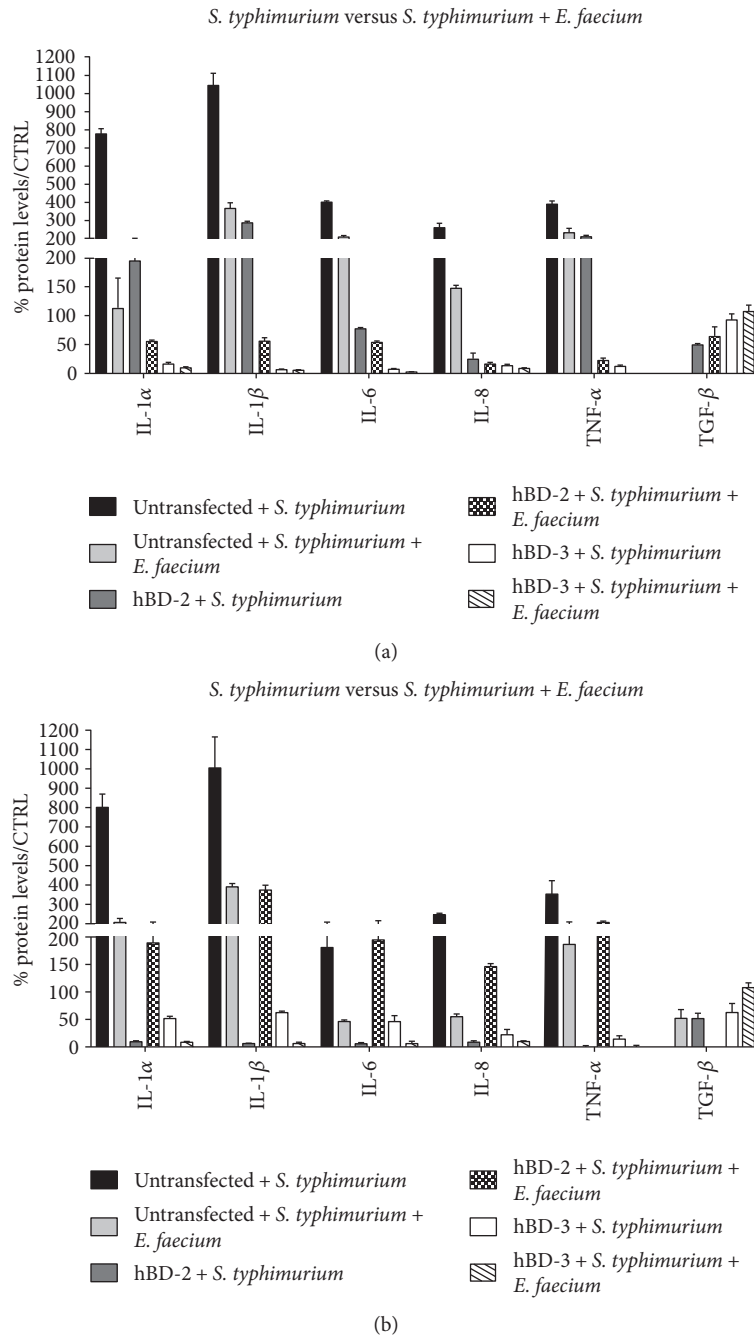 S. typhimurium versus S. typhimurium + E. faecium
1200
1100
1000
900
800
700
600
500
400
300
200
200
150
100
50
0
% protein levels/CTRL
IL-1α
IL-1β
IL-6
IL-8
TNF-α
TGF-β
Untransfected + S. typhimurium
Untransfected + S. typhimurium +
E. faecium
hBD-2 + S. typhimurium
hBD-2 + S. typhimurium +
E. faecium
hBD-3 + S. typhimurium
hBD-3 + S. typhimurium +
E. faecium
(a)
S. typhimurium versus S. typhimurium + E. faecium
1200
1100
1000
900
800
700
600
500
400
300
200
200
150
100
50
0
% protein levels/CTRL
IL-1α
IL-1β
IL-6
IL-8
TNF-α
TGF-β
Untransfected + S. typhimurium
Untransfected + S. typhimurium +
E. faecium
hBD-2 + S. typhimurium
hBD-2 + S. typhimurium +
E. faecium
hBD-3 + S. typhimurium
hBD-3 + S. typhimurium +
E. faecium
(b)